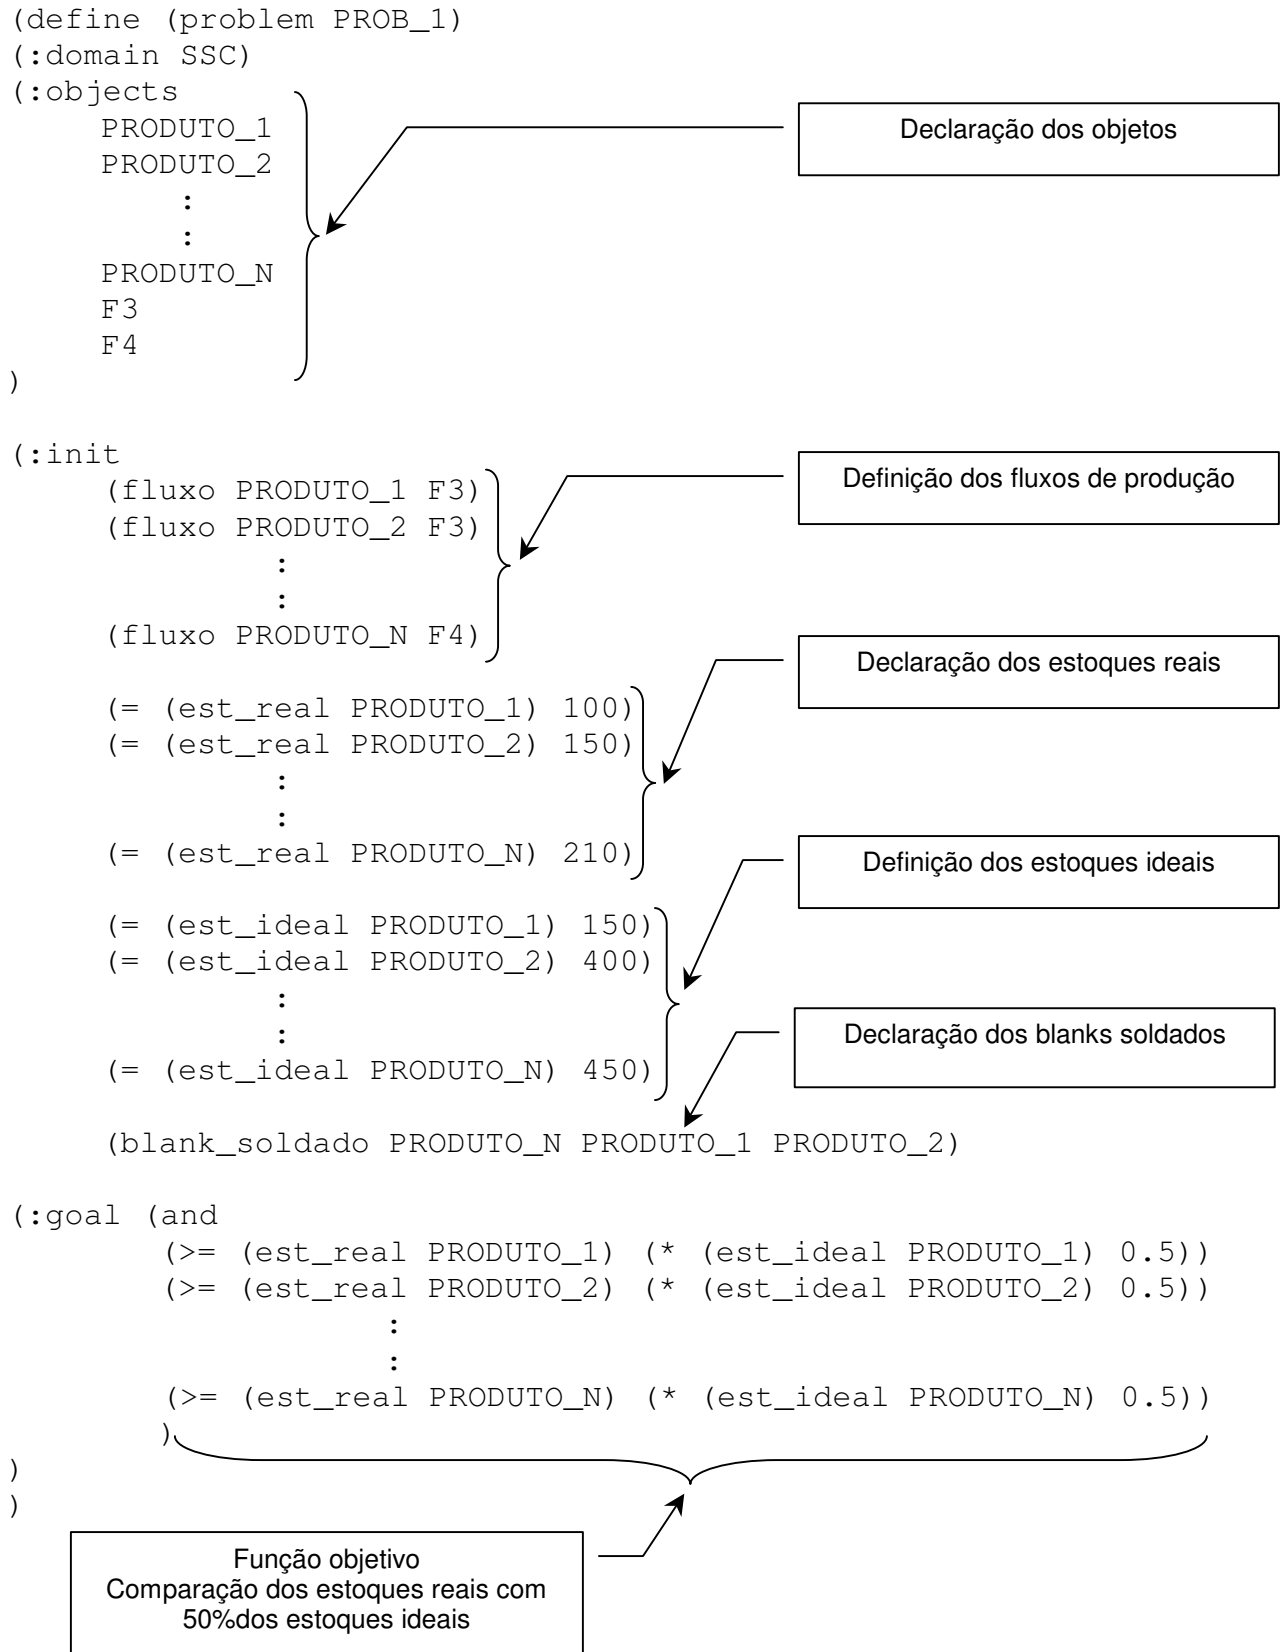 (define (problem PROB_1)
(:domain SSC)
(:objects
PRODUTO_1
PRODUTO_2
:
:
PRODUTO_N
F3
F4
)
Declaração dos objetos
(:init
(fluxo PRODUTO_1 F3)
(fluxo PRODUTO_2 F3)
:
:
(fluxo PRODUTO_N F4)
Definição dos fluxos de produção
(= (est_real PRODUTO_1) 100)
(= (est_real PRODUTO_2) 150)
:
:
(= (est_real PRODUTO_N) 210)
Declaração dos estoques reais
(= (est_ideal PRODUTO_1) 150)
(= (est_ideal PRODUTO_2) 400)
:
:
(= (est_ideal PRODUTO_N) 450)
Definição dos estoques ideais
(blank_soldado PRODUTO_N PRODUTO_1 PRODUTO_2)
Declaração dos blanks soldados
(:goal (and
(>= (est_real PRODUTO_1) (* (est_ideal PRODUTO_1) 0.5))
(>= (est_real PRODUTO_2) (* (est_ideal PRODUTO_2) 0.5))
:
:
(>= (est_real PRODUTO_N) (* (est_ideal PRODUTO_N) 0.5))
)
)
)
Função objetivo
Comparação dos estoques reais com
50%dos estoques ideais